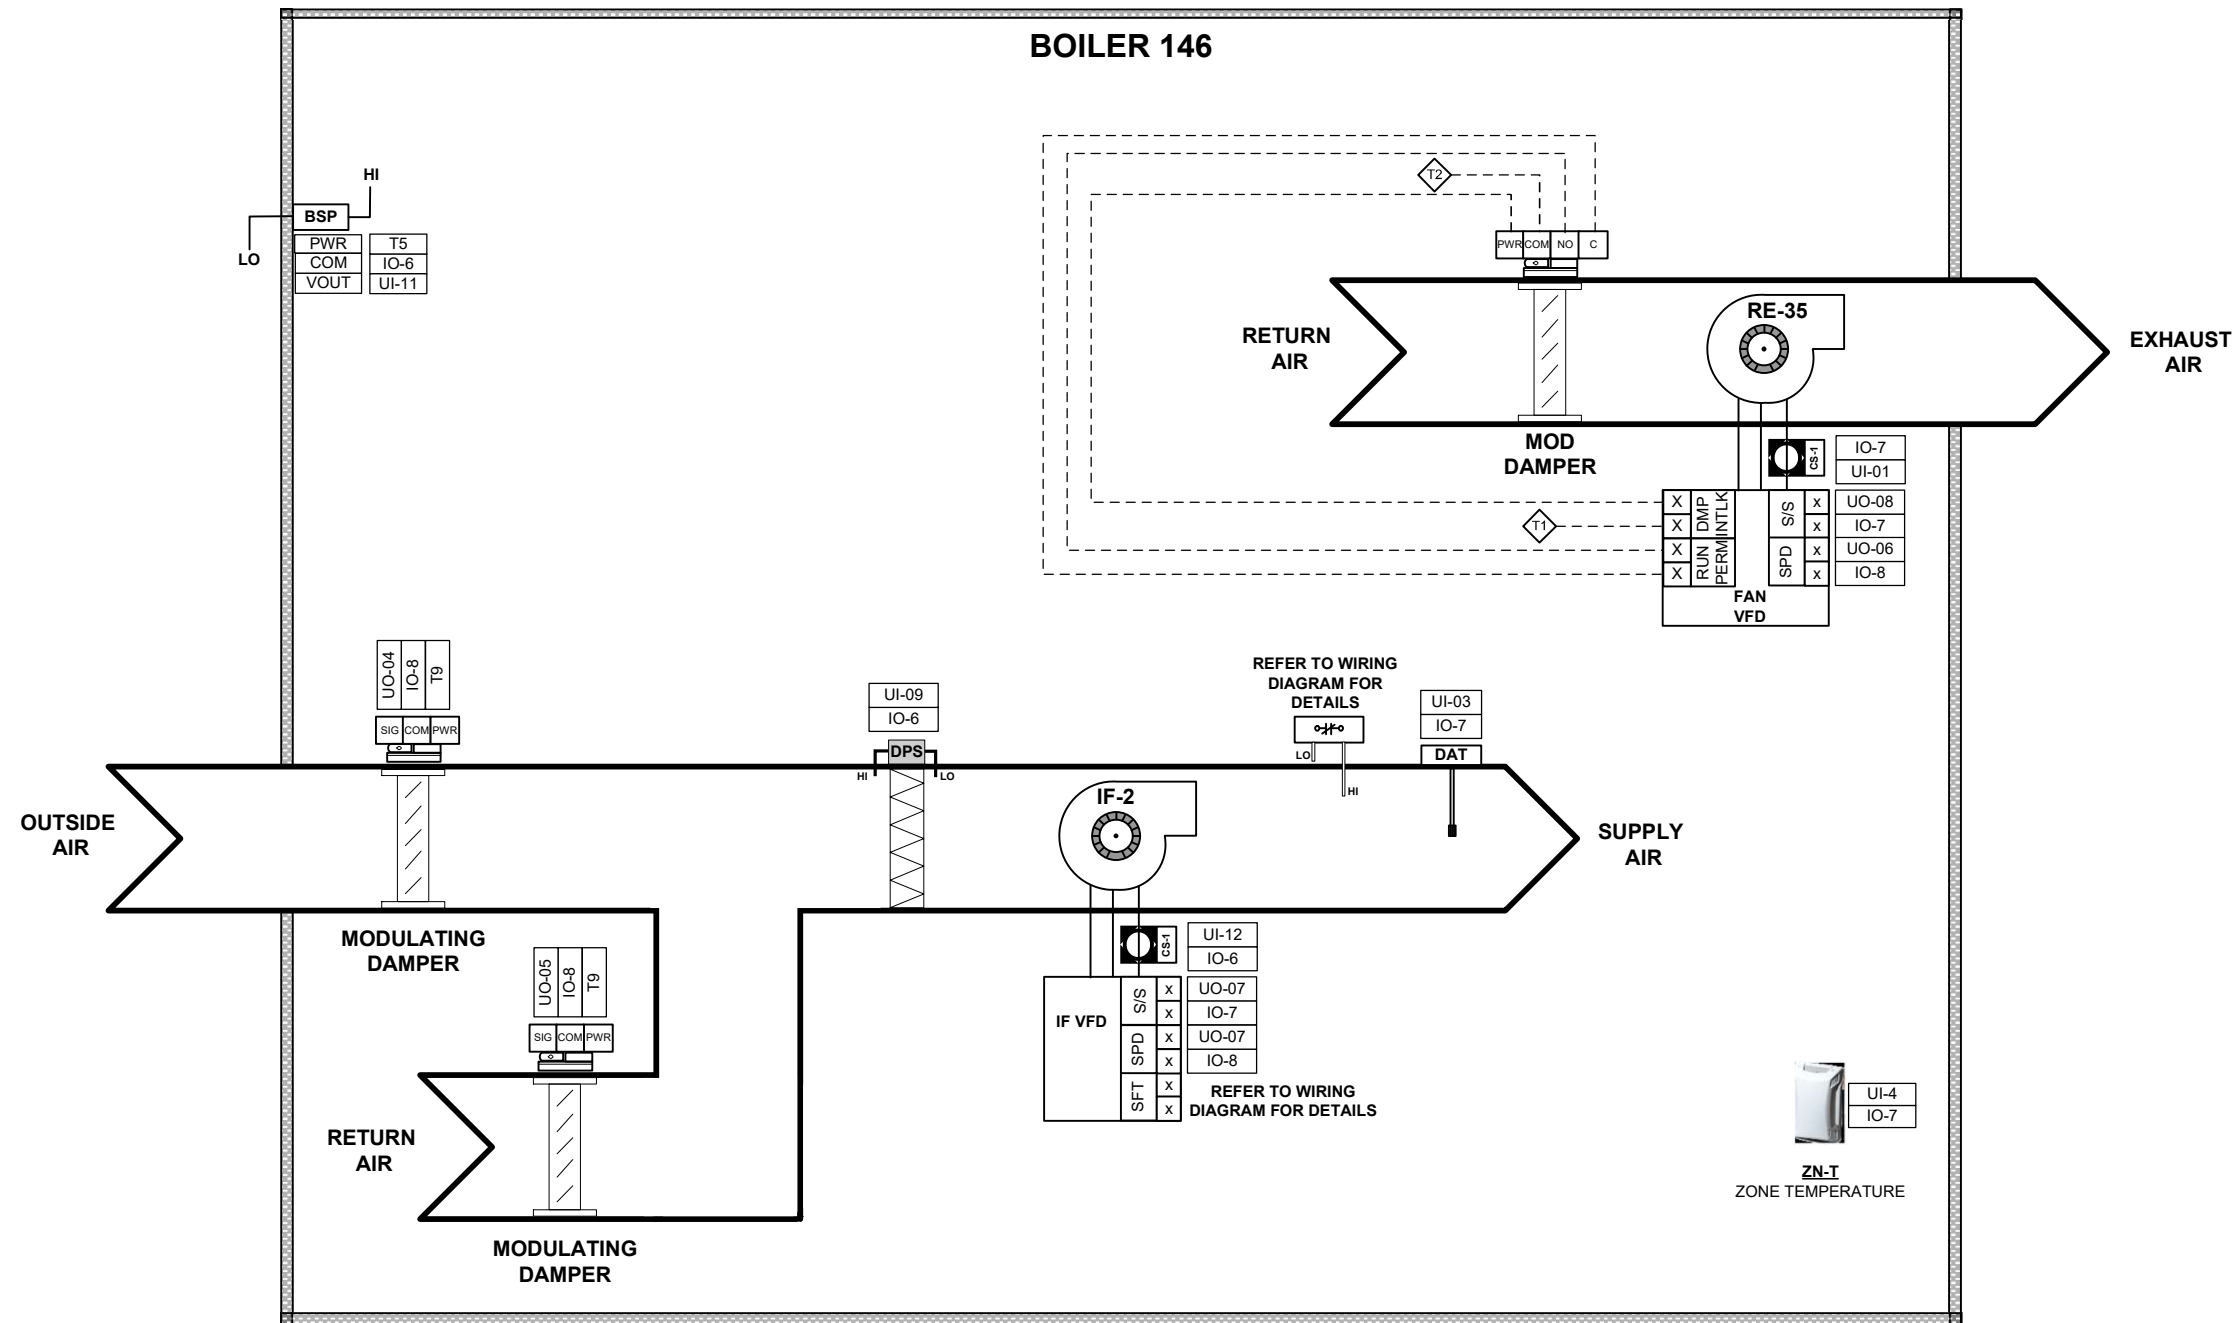 BOILER 146
HI
BSP
LO
PWR T5
COM IO-6
VOUT UI-11
T2
PWR COM NO C
RETURN
AIR
RE-35
EXHAUST
AIR
MOD
DAMPER
CS-1
IO-7
UI-01
T1
X X X X
DMP
INTLK
RUN
PERM
S/S
SPD
x UO-08
x IO-7
x UO-06
x IO-8
FAN
VFD
UO-04
IO-8
T9
SIG COM PWR
UI-09
IO-6
DPS
HI
LO
REFER TO WIRING
DIAGRAM FOR
DETAILS
LO
HI
UI-03
IO-7
DAT
OUTSIDE
AIR
IF-2
SUPPLY
AIR
MODULATING
DAMPER
CS-1
UI-12
IO-6
UO-05
IO-8
T9
SIG COM PWR
IF VFD
S/S
SPD
SFT
x UO-07
x IO-7
x UO-07
x IO-8
x
x
REFER TO WIRING
DIAGRAM FOR DETAILS
RETURN
AIR
MODULATING
DAMPER
UI-4
IO-7
ZN-T
ZONE TEMPERATURE